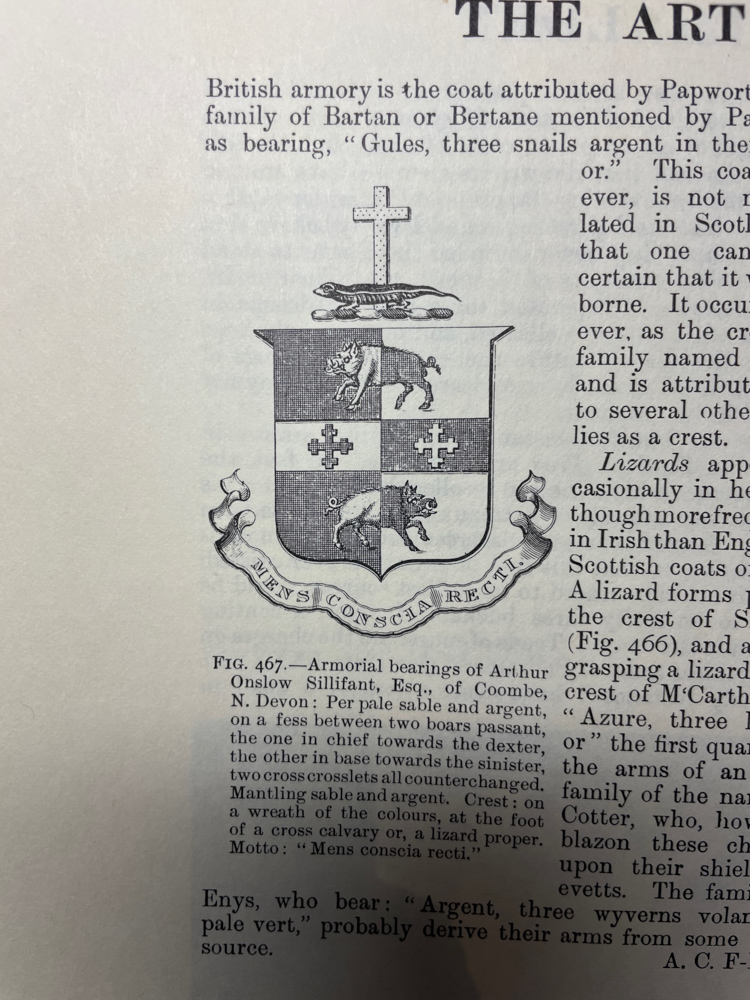 THE ART
British armory is the coat attributed by Papwort
family of Bartan or Bertane mentioned by Pa
as bearing, “Gules, three snails argent in the
or.” This coa
ever, is not r
lated in Scotl
that one can
certain that it
borne. It occu
ever, as the cr
family named
and is attribut
to several othe
lies as a crest.
Lizards app
casionally in he
though more frec
in Irish than Eng
Scottish coats o
A lizard forms
the crest of S
(Fig. 466), and a
grasping a lizard
crest of M‘Carth
“Azure, three
or” the first qua
the arms of an
family of the na
Cotter, who, how
blazon these ch
upon their shiel
evetts. The fami
MENS CONSCIA RECTI.
Fig. 467.—Armorial bearings of Arthur
Onslow Sillifant, Esq., of Coombe,
N. Devon: Per pale sable and argent,
on a fess between two boars passant,
the one in chief towards the dexter,
the other in base towards the sinister,
two cross crosslets all counterchanged.
Mantling sable and argent. Crest: on
a wreath of the colours, at the foot
of a cross calvary or, a lizard proper.
Motto: “Mens conscia recti.”
Enys, who bear: “Argent, three wyverns volan
pale vert,” probably derive their arms from some
source.
A. C. F-